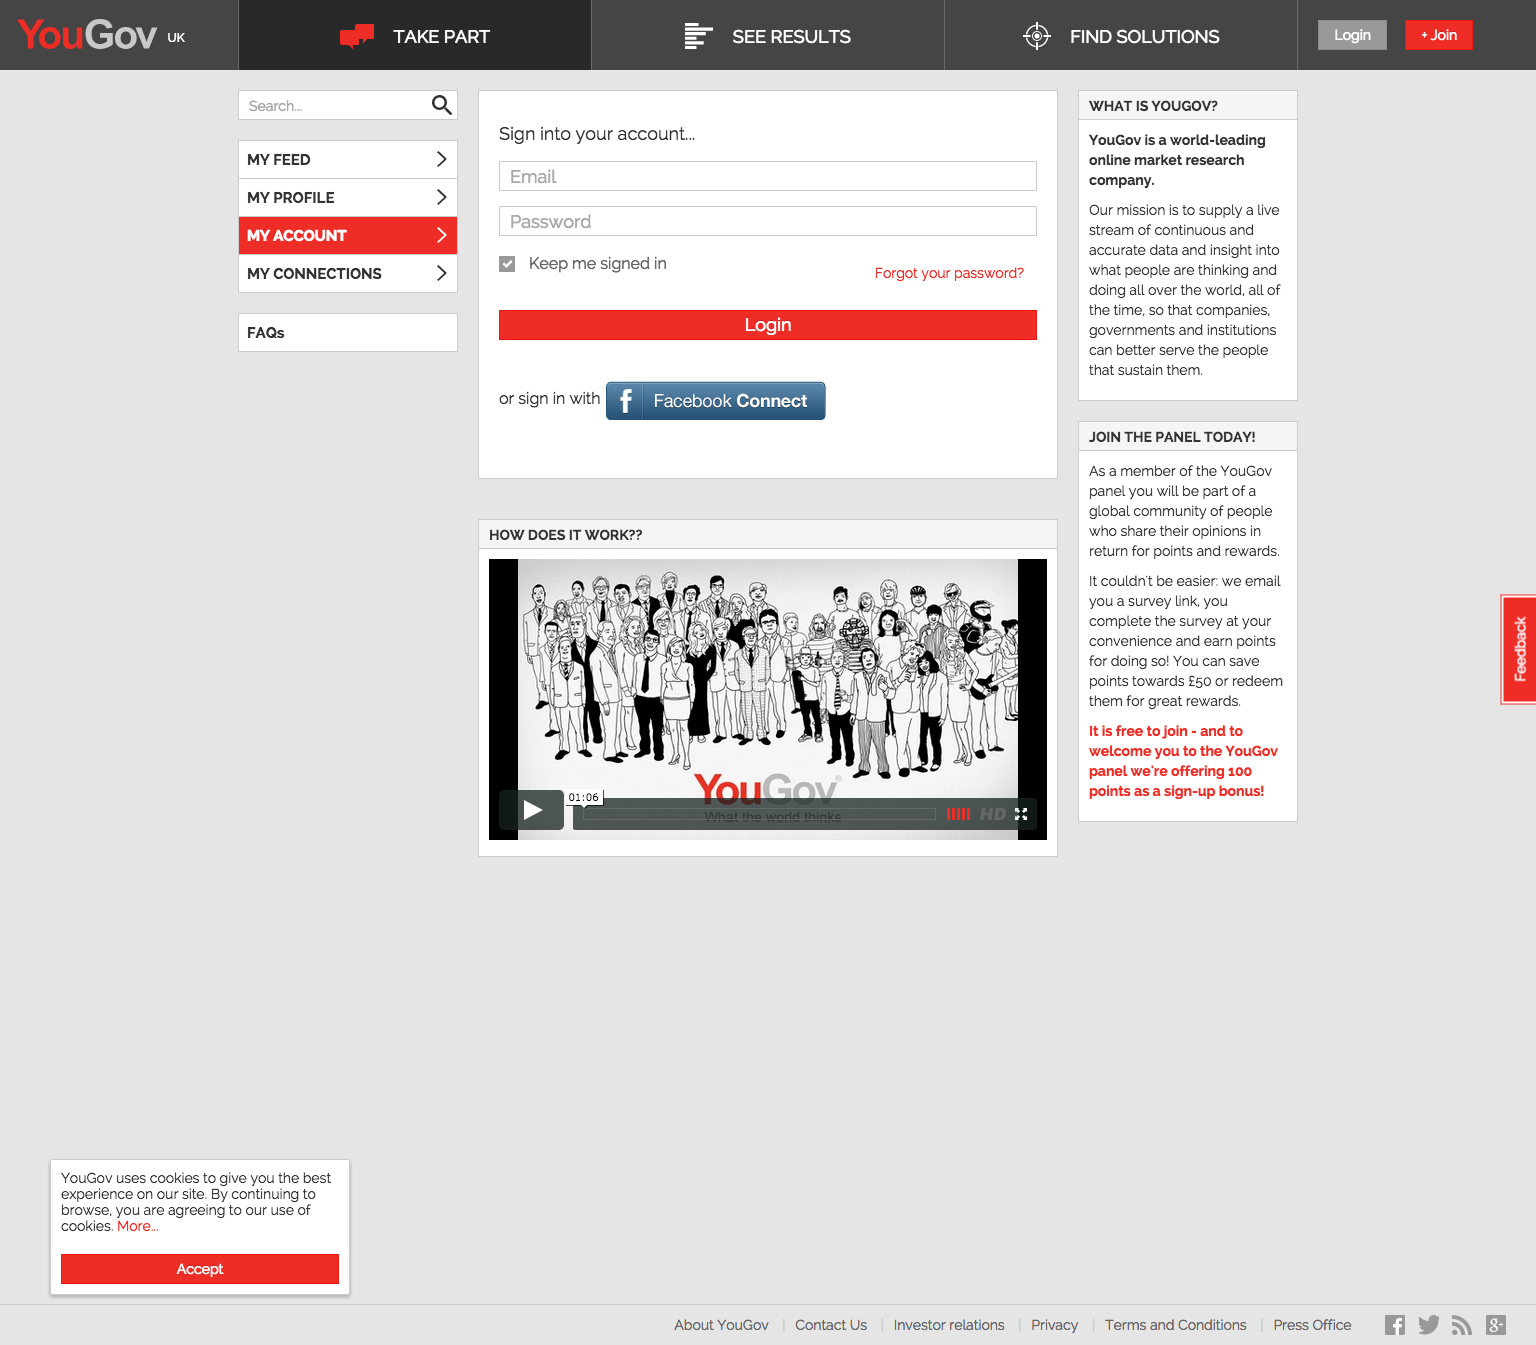 YouGov UK
TAKE PART
SEE RESULTS
FIND SOLUTIONS
Login
+ Join
Search...
MY FEED
MY PROFILE
MY ACCOUNT
MY CONNECTIONS
FAQs
Sign into your account...
Email
Password
Keep me signed in
Forgot your password?
Login
or sign in with
f Facebook Connect
HOW DOES IT WORK??
YouGov®
01:06
What the world thinks
HD
WHAT IS YOUGOV?
YouGov is a world-leading
online market research
company.
Our mission is to supply a live
stream of continuous and
accurate data and insight into
what people are thinking and
doing all over the world, all of
the time, so that companies,
governments and institutions
can better serve the people
that sustain them.
JOIN THE PANEL TODAY!
As a member of the YouGov
panel you will be part of a
global community of people
who share their opinions in
return for points and rewards.
It couldn't be easier: we email
you a survey link, you
complete the survey at your
convenience and earn points
for doing so! You can save
points towards £50 or redeem
them for great rewards.
It is free to join - and to
welcome you to the YouGov
panel we're offering 100
points as a sign-up bonus!
Feedback
YouGov uses cookies to give you the best
experience on our site. By continuing to
browse, you are agreeing to our use of
cookies. More...
Accept
About YouGov | Contact Us | Investor relations | Privacy | Terms and Conditions | Press Office